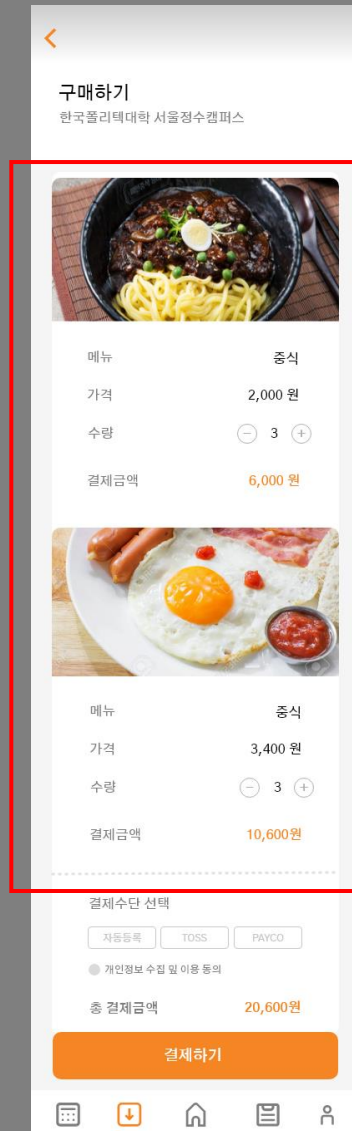 구매하기
한국폴리텍대학 서울정수캠퍼스
메뉴 중식
가격 2,000 원
수량 3
결제금액 6,000 원
메뉴 중식
가격 3,400 원
수량 3
결제금액 10,600원
결제수단 선택
자동등록 TOSS PAYCO
개인정보 수집 및 이용 동의
총 결제금액 20,600원
결제하기